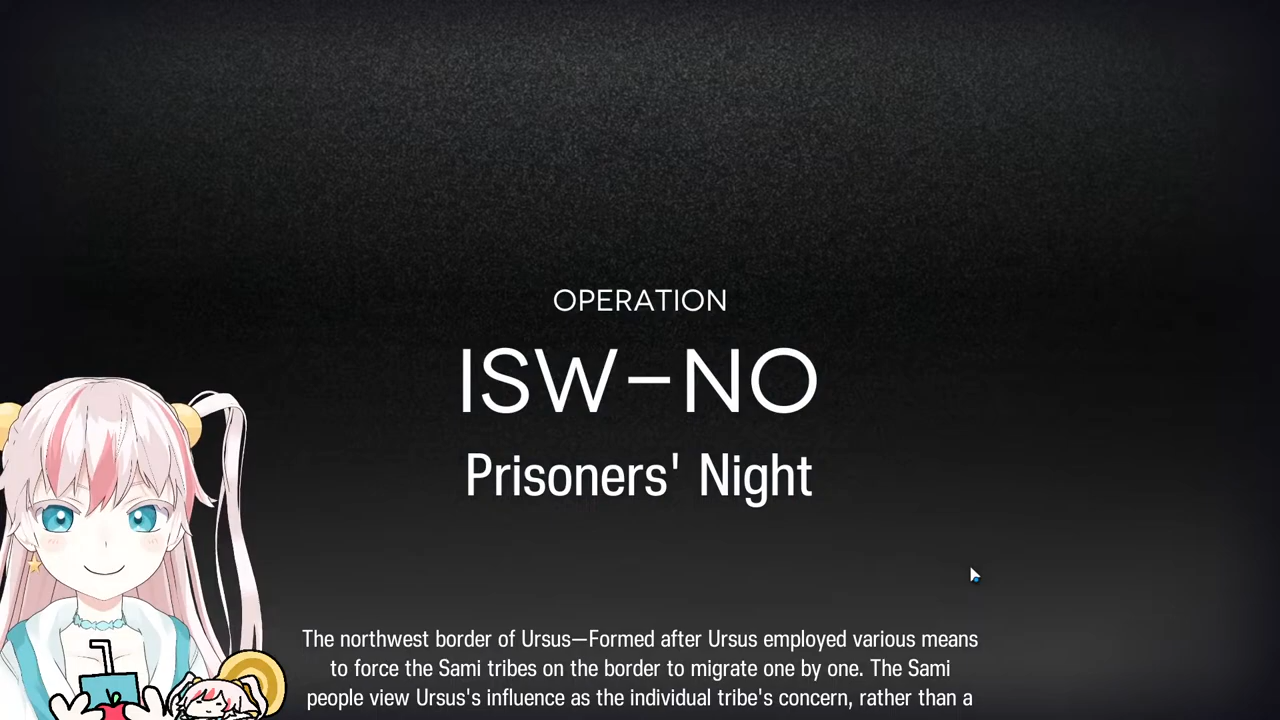 OPERATION
ISW-NO
Prisoners' Night
The northwest border of Ursus—Formed after Ursus employed various means
to force the Sami tribes on the border to migrate one by one. The Sami
people view Ursus's influence as the individual tribe's concern, rather than a